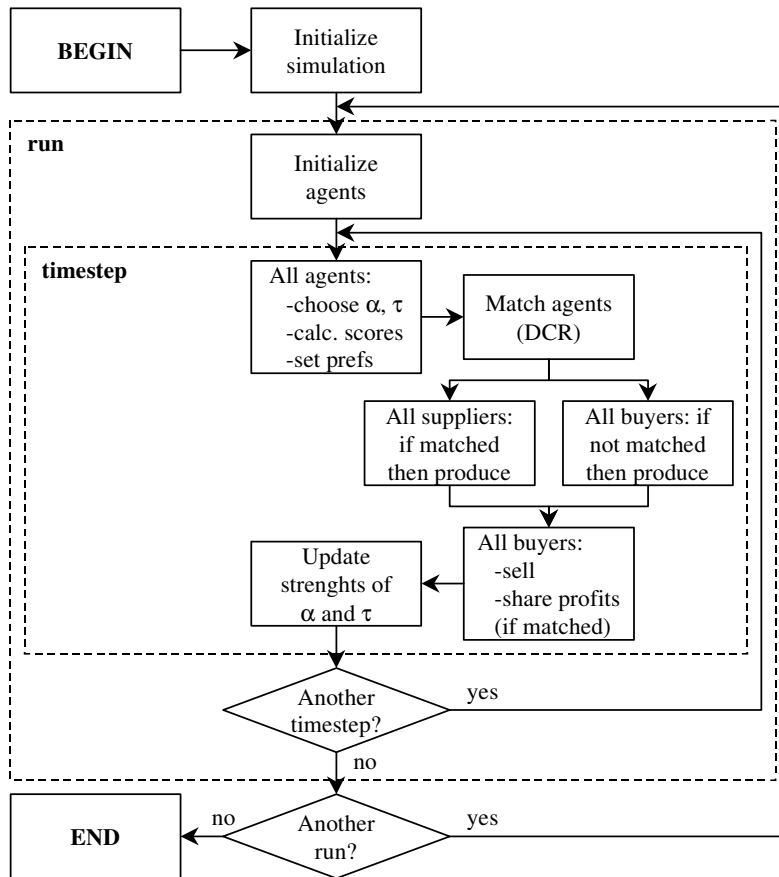 BEGIN
Initialize
simulation
run
Initialize
agents
timestep
All agents:
-choose α, τ
-calc. scores
-set prefs
Match agents
(DCR)
All suppliers:
if matched
then produce
All buyers: if
not matched
then produce
All buyers:
-sell
-share profits
(if matched)
Update
strenghts of
α and τ
Another
timestep?
yes
no
Another
run?
yes
no
END